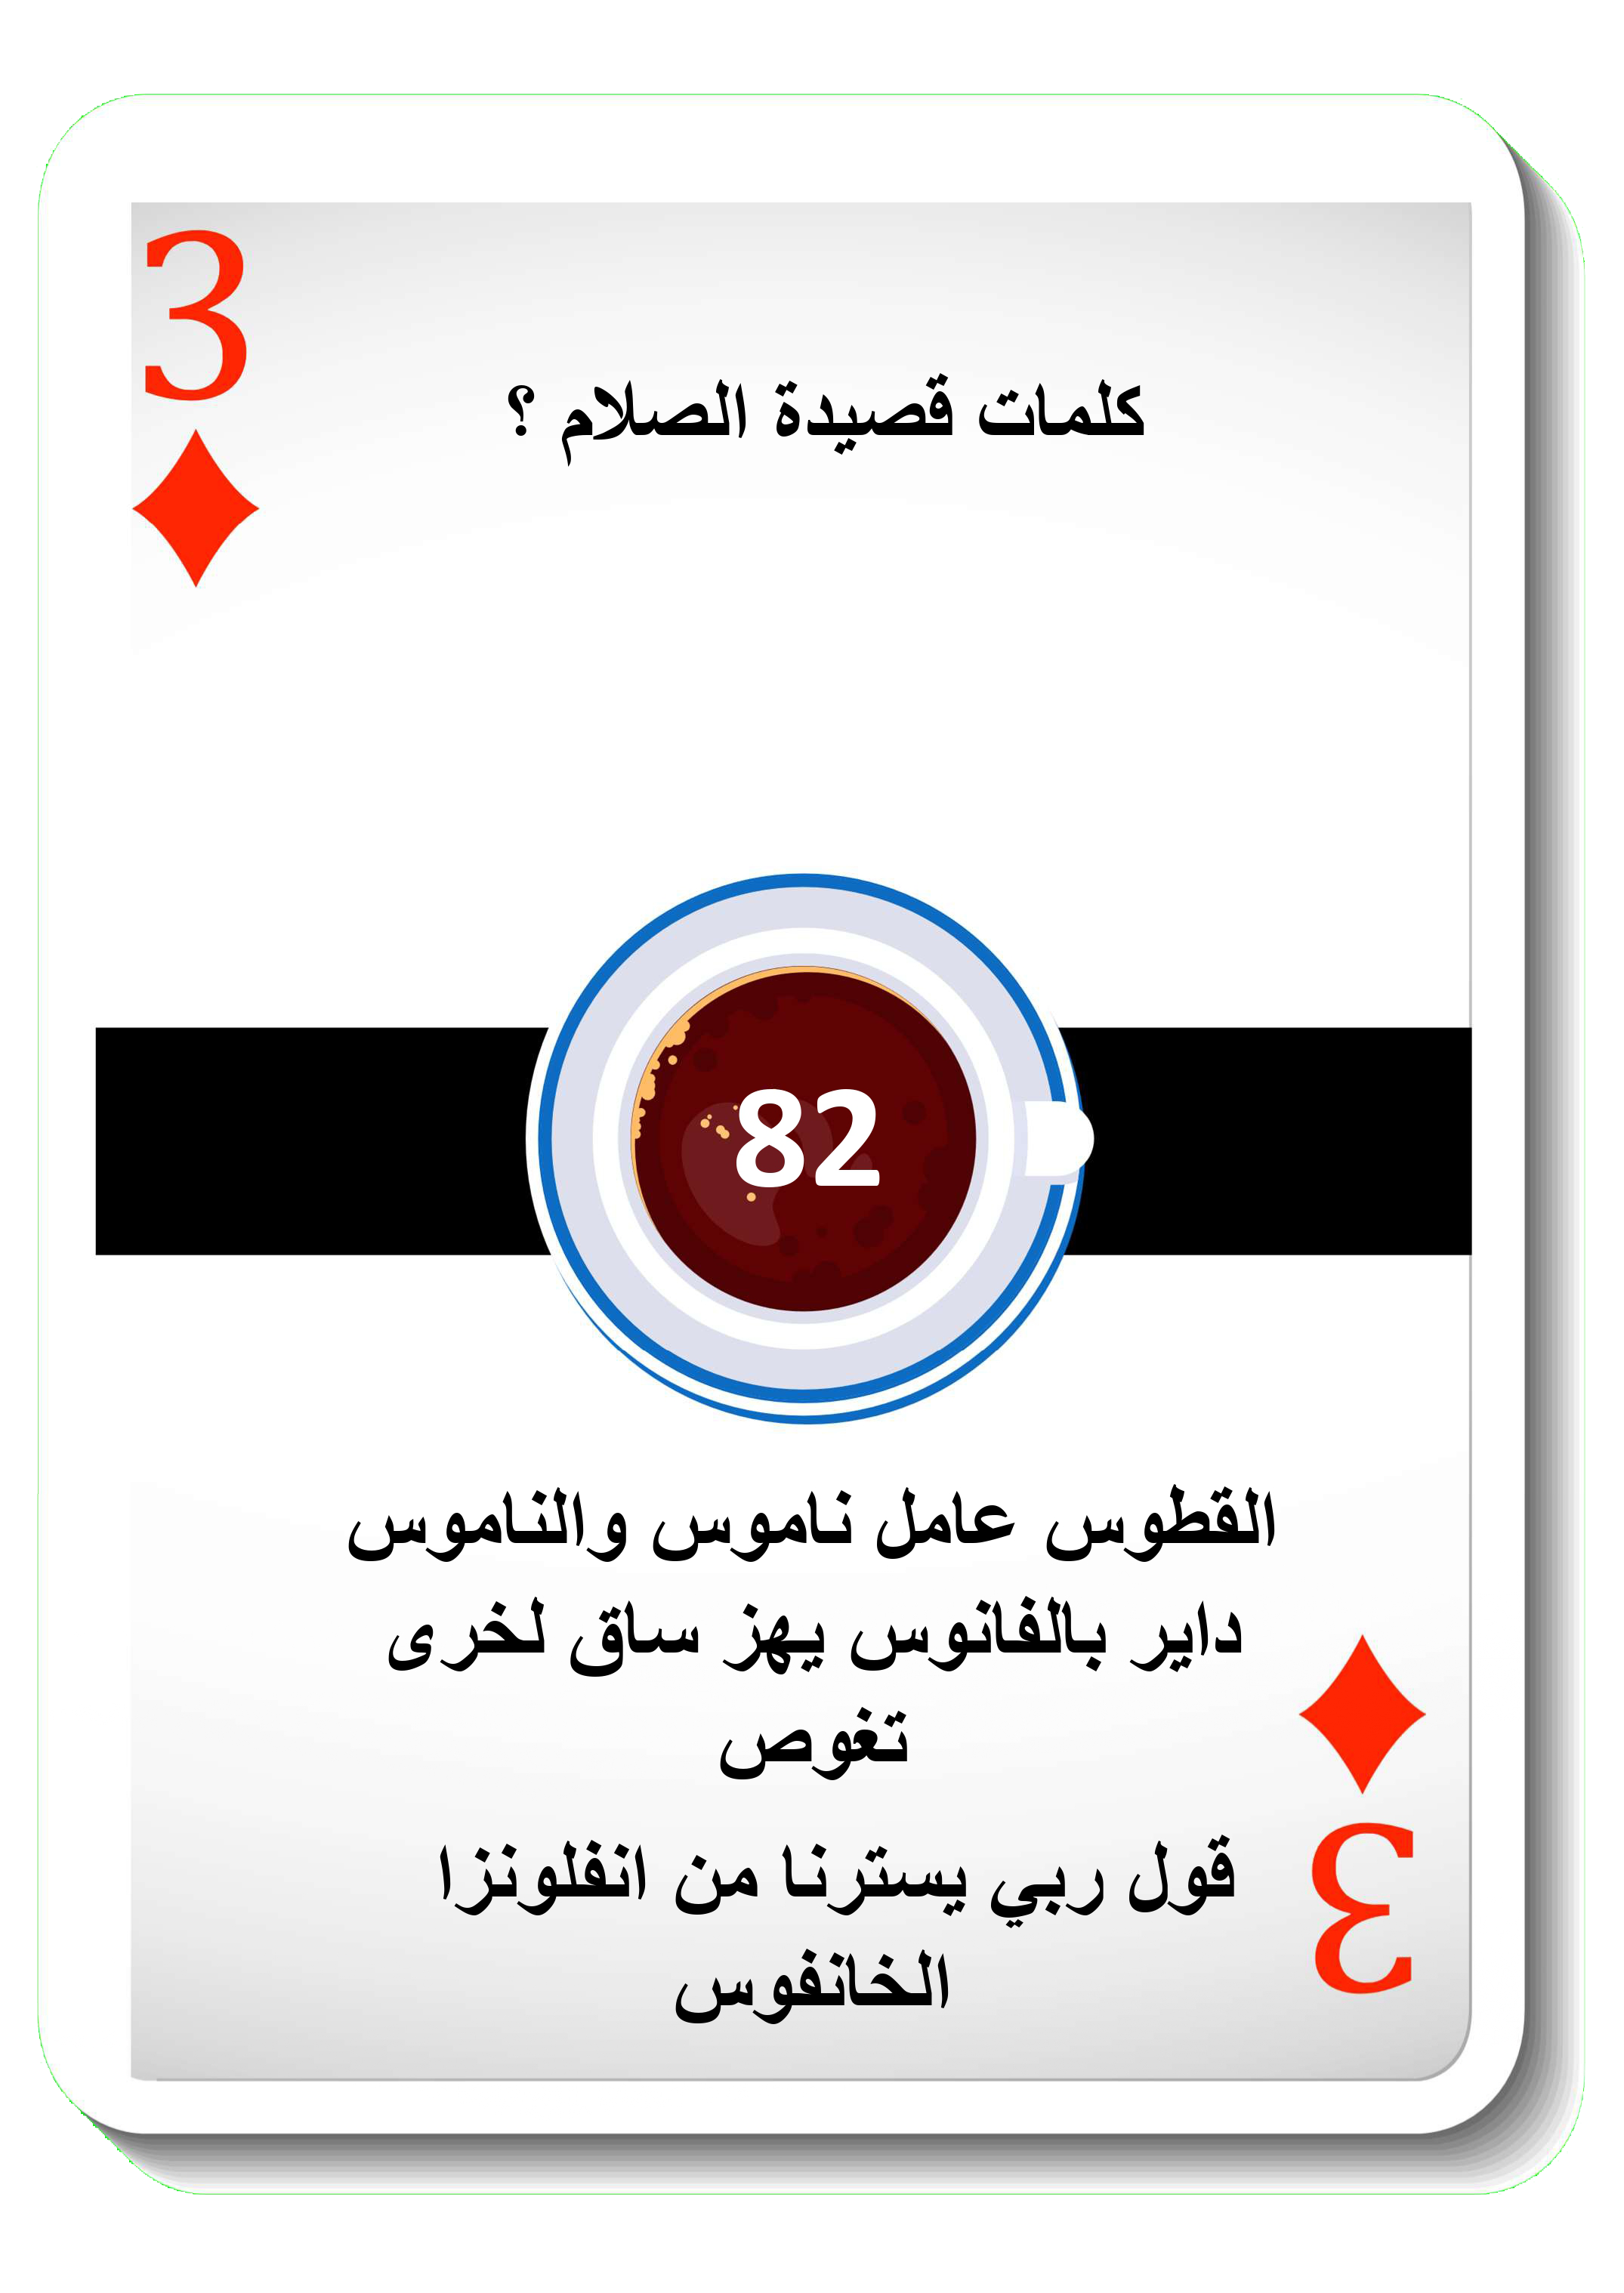 3
كلمات قصيدة الصلام ؟
82
القطوس عامل ناموس والناموس
داير بالفانوس يهز ساق لخرى
تغوص
قول ربي يسترنا من انفلونزا
الخانفوس
3